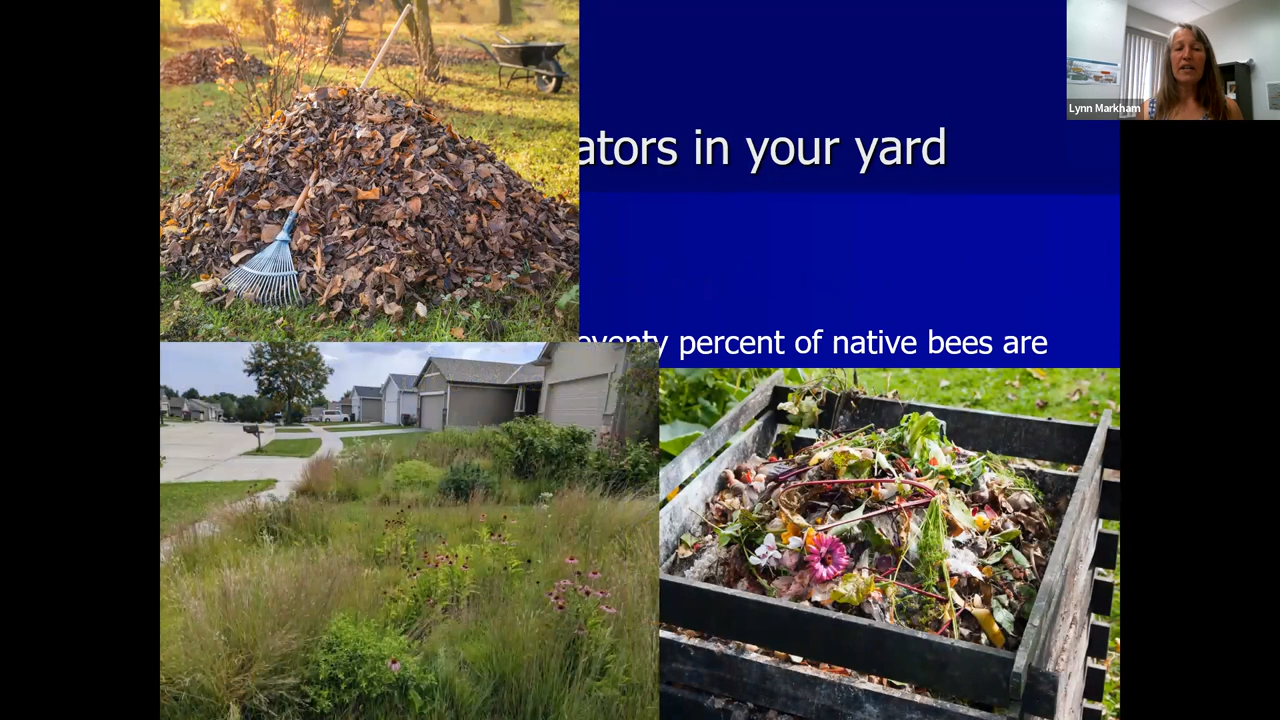 ators in your yard
Lynn Markham
eventy percent of native bees are